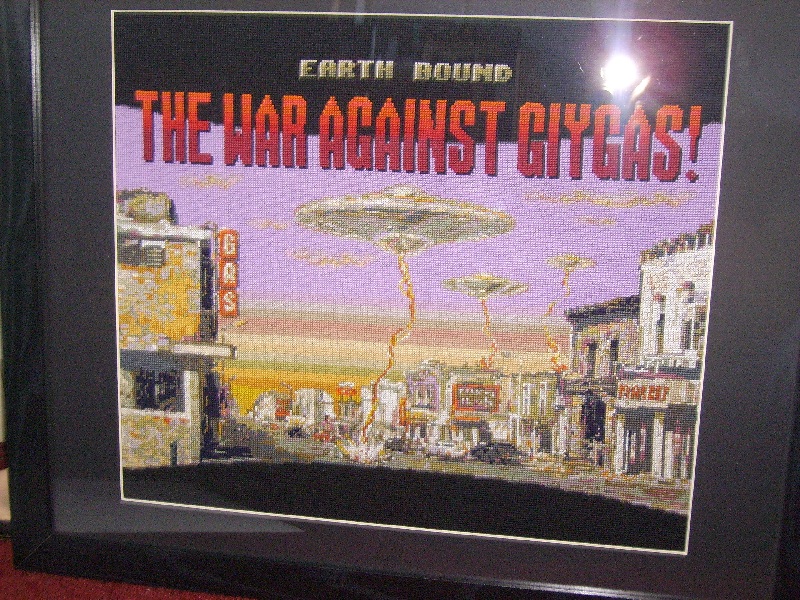 EARTH BOUND
THE WAR AGAINST GIYGAS!
GAS